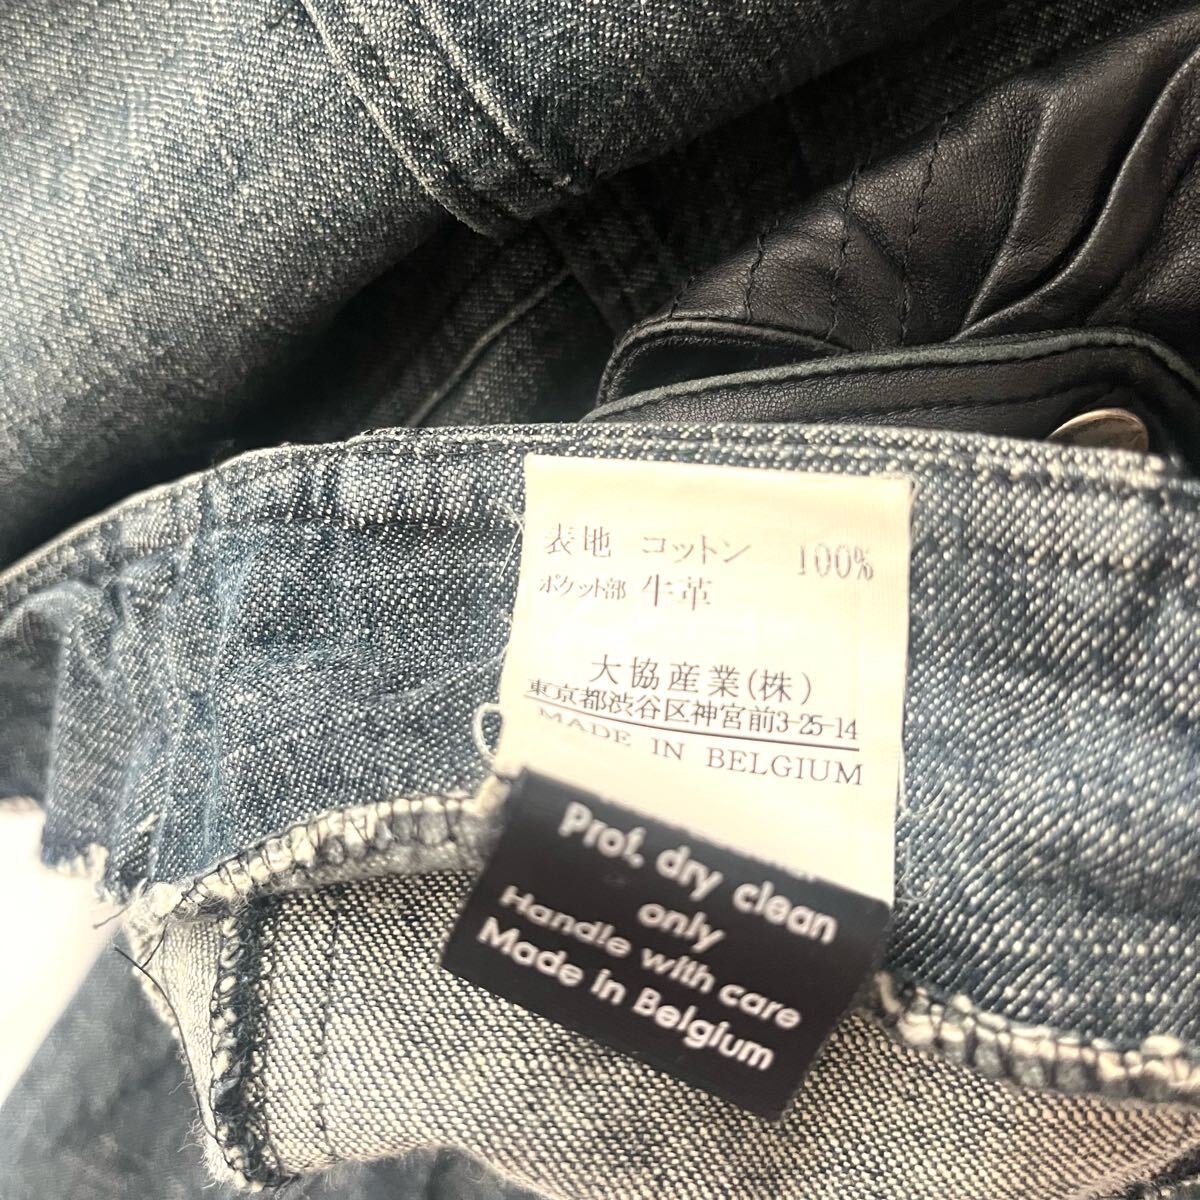 表地 コットン 100%
ポケット部 牛革
大協産業(株)
東京都渋谷区神宮前3-25-14
MADE IN BELGIUM
Prof. dry clean
only
Handle with care
Made in Belgium